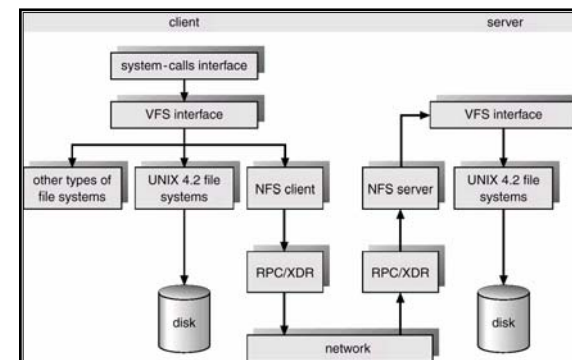 client
server
system-calls interface
VFS interface
VFS interface
other types of
file systems
UNIX 4.2 file
systems
NFS client
NFS server
UNIX 4.2 file
systems
RPC/XDR
RPC/XDR
disk
disk
network